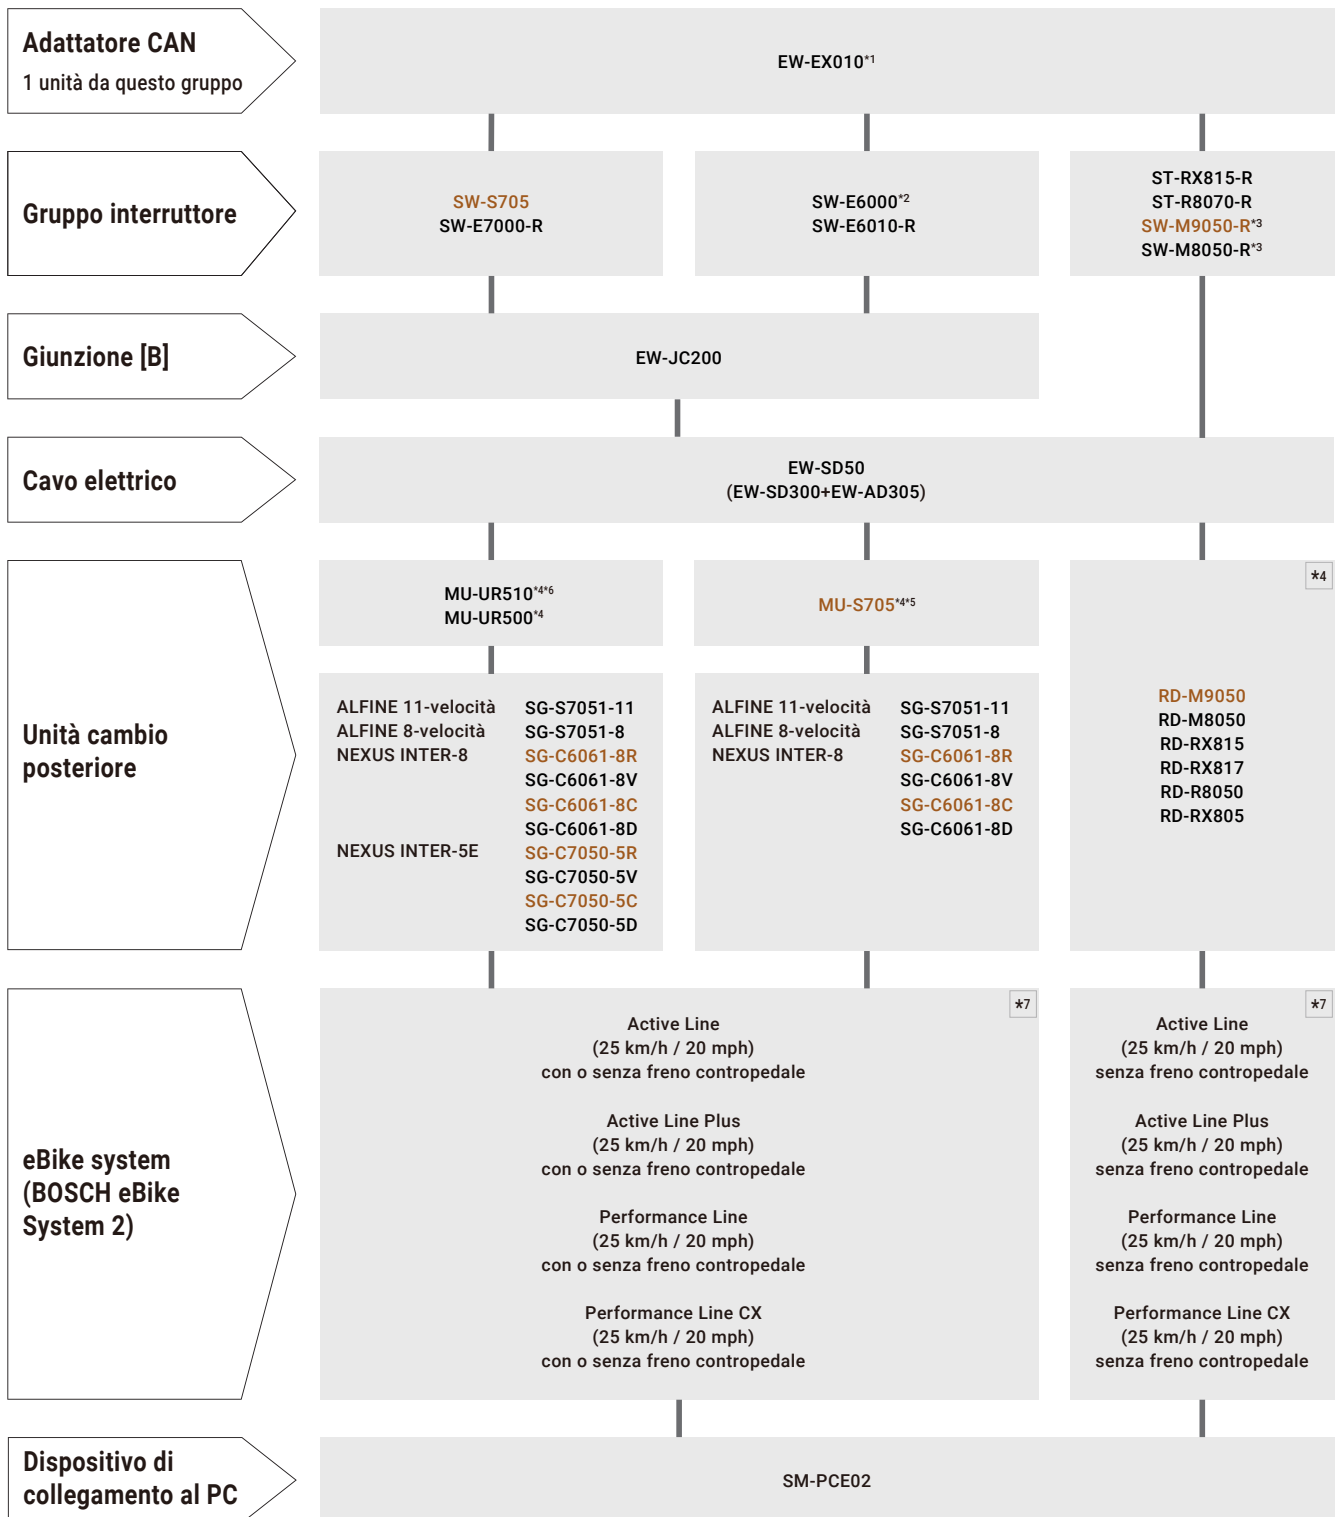 Adattatore CAN
1 unità da questo gruppo
EW-EX010*1
Gruppo interruttore
SW-S705
SW-E7000-R
SW-E6000*2
SW-E6010-R
ST-RX815-R
ST-R8070-R
SW-M9050-R*3
SW-M8050-R*3
Giunzione [B]
EW-JC200
Cavo elettrico
EW-SD50
(EW-SD300+EW-AD305)
Unità cambio
posteriore
MU-UR510*4*6
MU-UR500*4
ALFINE 11-velocità SG-S7051-11
ALFINE 8-velocità SG-S7051-8
NEXUS INTER-8 SG-C6061-8R
SG-C6061-8V
SG-C6061-8C
SG-C6061-8D
NEXUS INTER-5E SG-C7050-5R
SG-C7050-5V
SG-C7050-5C
SG-C7050-5D
MU-S705*4*5
ALFINE 11-velocità SG-S7051-11
ALFINE 8-velocità SG-S7051-8
NEXUS INTER-8 SG-C6061-8R
SG-C6061-8V
SG-C6061-8C
SG-C6061-8D
*4
RD-M9050
RD-M8050
RD-RX815
RD-RX817
RD-R8050
RD-RX805
eBike system
(BOSCH eBike
System 2)
*7
Active Line
(25 km/h / 20 mph)
con o senza freno contropedale
Active Line Plus
(25 km/h / 20 mph)
con o senza freno contropedale
Performance Line
(25 km/h / 20 mph)
con o senza freno contropedale
Performance Line CX
(25 km/h / 20 mph)
con o senza freno contropedale
*7
Active Line
(25 km/h / 20 mph)
senza freno contropedale
Active Line Plus
(25 km/h / 20 mph)
senza freno contropedale
Performance Line
(25 km/h / 20 mph)
senza freno contropedale
Performance Line CX
(25 km/h / 20 mph)
senza freno contropedale
Dispositivo di
collegamento al PC
SM-PCE02